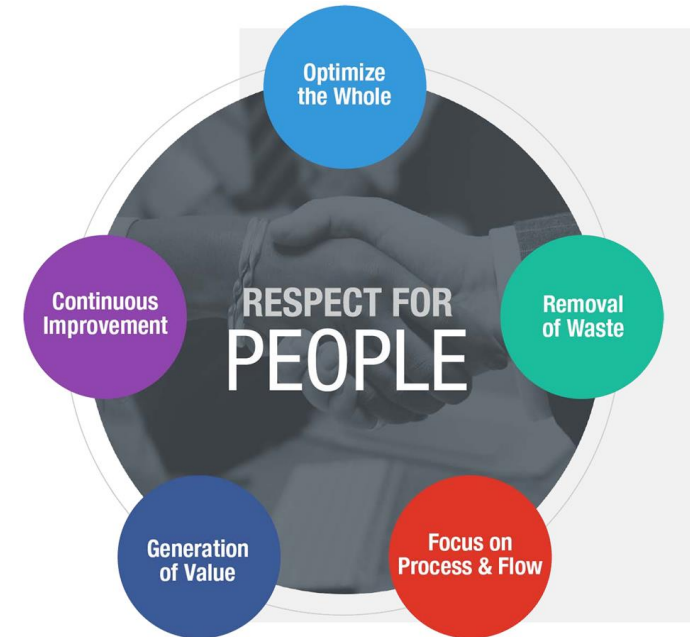 Optimize
the Whole
Continuous
Improvement
RESPECT FOR
PEOPLE
Removal
of Waste
Generation
of Value
Focus on
Process & Flow